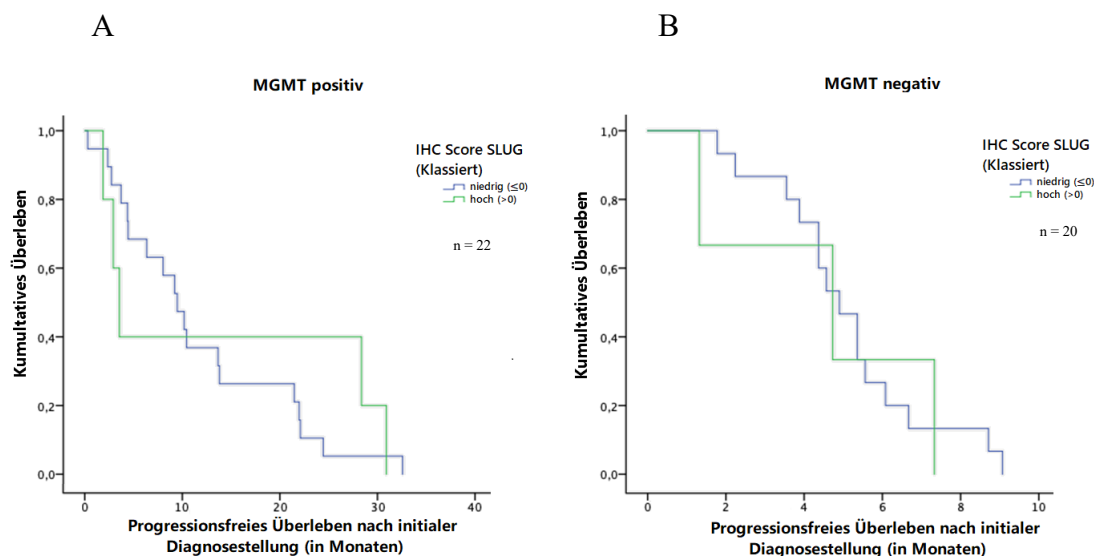 A
MGMT positiv
Kumultatives Überleben
1,0
0,8
0,6
0,4
0,2
0,0
0
10
20
30
40
IHC Score SLUG
(Klassiert)
niedrig (≤0)
hoch (>0)
n = 22
Progressionsfreies Überleben nach initialer
Diagnosestellung (in Monaten)
B
MGMT negativ
Kumultatives Überleben
1,0
0,8
0,6
0,4
0,2
0,0
0
2
4
6
8
10
IHC Score SLUG
(Klassiert)
niedrig (≤0)
hoch (>0)
n = 20
Progressionsfreies Überleben nach initialer
Diagnosestellung (in Monaten)